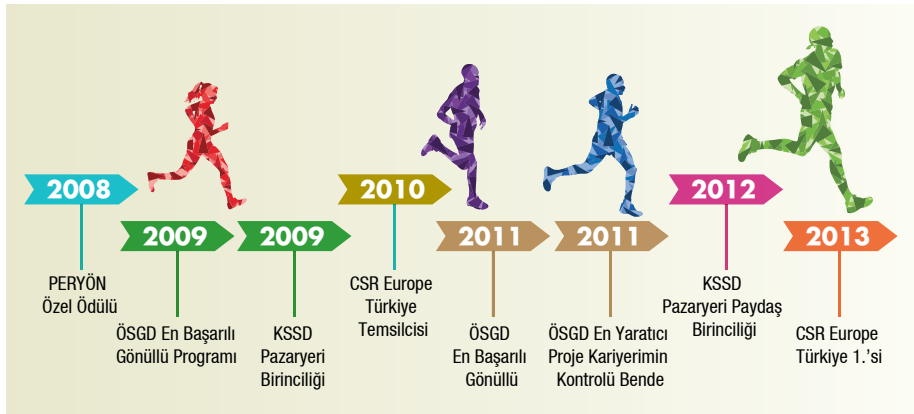 2008
PERYÖN
Özel Ödülü
2009
ÖSGD En Başarılı
Gönüllü Programı
2009
KSSD
Pazaryeri
Birinciliği
2010
CSR Europe
Türkiye
Temsilcisi
2011
ÖSGD
En Başarılı
Gönüllü
2011
ÖSGD En Yaratıcı
Proje Kariyerimin
Kontrolü Bende
2012
KSSD
Pazaryeri Paydaş
Birinciliği
2013
CSR Europe
Türkiye 1.’si